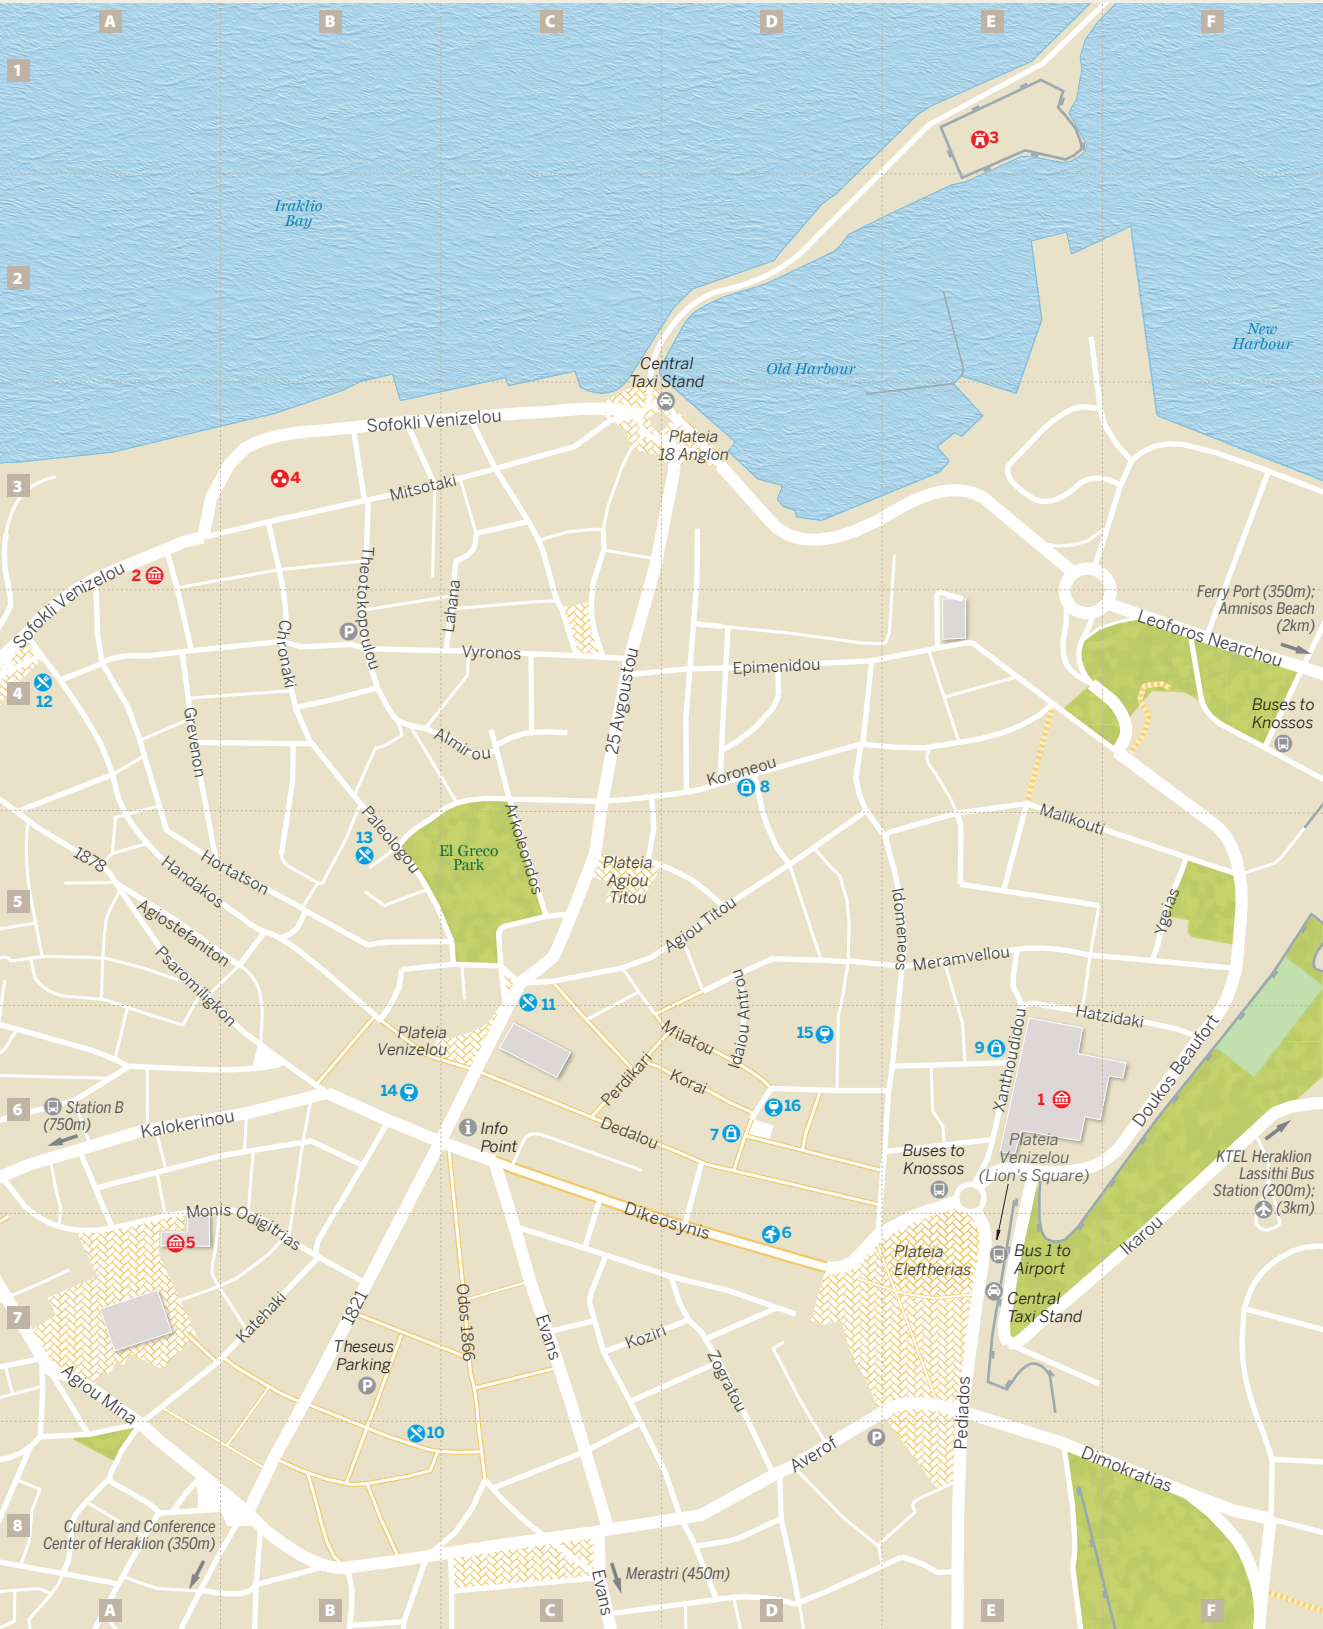 A
B
C
D
E
F
1
3
Iraklio
Bay
2
New
Harbour
Old Harbour
Central
Taxi Stand
Sofokli Venizelou
Plateia
18 Anglon
3
4
Mitsotaki
2
Sofokli Venizelou
Theotokopoulou
Lahana
Chronaki
Vyronos
Epimenidou
Ferry Port (350m);
Amnisos Beach
(2km)
Leoforos Nearchou
4
12
P
Grevenon
Almirou
25 Avgoustou
Koroneou
8
Buses to
Knossos
Malikouti
Paleologou
13
El Greco
Park
Arkoleondos
Plateia
Agiou
Titou
1878
Handakos
Hortatson
5
Agiostefaniton
Psaromiligkon
Agiou Titou
Idomeneos
Ygeias
Meramvellou
11
Idaiou Antrou
Plateia
Venizelou
Milatou
15
9
Hatzidaki
Xanthoudidou
Perdikari
Korai
14
16
1
Doukos Beaufort
6
Station B
(750m)
Kalokerinou
i
Info
Point
Dedalou
7
Buses to
Knossos
Plateia
Venizelou
(Lion's Square)
KTEL Heraklion
Lassithi Bus
Station (200m);
(3km)
Monis Odigitrias
5
Dikeosynis
6
Plateia
Eleftherias
Bus 1 to
Airport
Ikarou
Central
Taxi Stand
7
Katehaki
1821
Odos 1866
Evans
Koziri
Zogratou
Theseus
Parking
P
Agiou Mina
10
Averof
P
Pediados
Dimokratias
8
Cultural and Conference
Center of Heraklion (350m)
Evans
Merastri (450m)
A
B
C
D
E
F